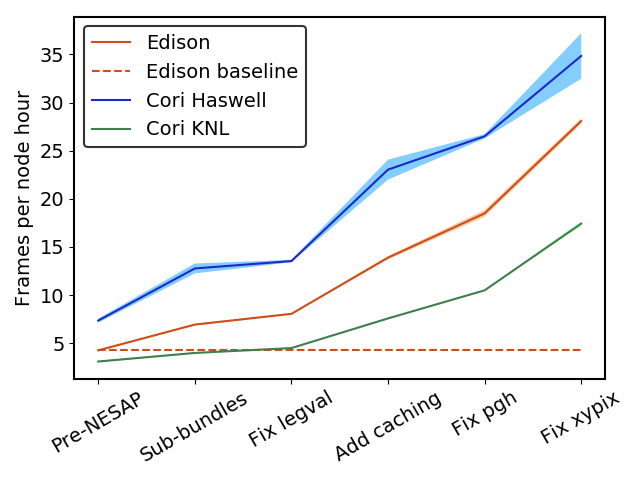 Edison
Edison baseline
Cori Haswell
Cori KNL
Frames per node hour
35
30
25
20
15
10
5
Pre-NESAP
Sub-bundles
Fix legval
Add caching
Fix pgh
Fix xypix